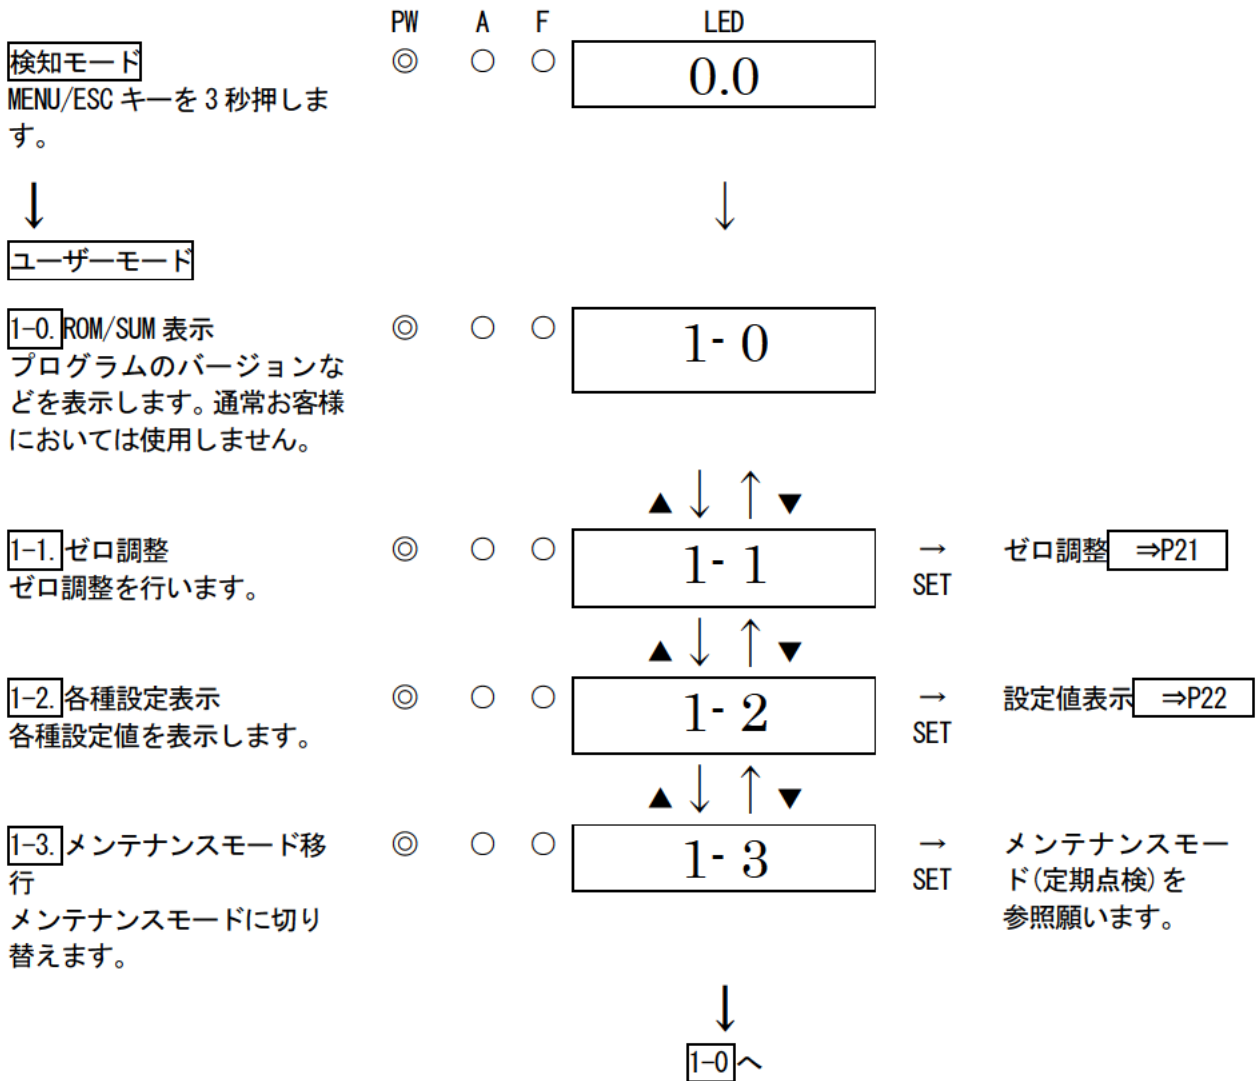 PW A F LED
検知モード ◎ ○ ○ 0.0
MENU/ESC キーを 3 秒押しま
す。
↓ ↓
ユーザーモード
1-0. ROM/SUM 表示 ◎ ○ ○ 1- 0
プログラムのバージョンな
どを表示します。通常お客様
においては使用しません。
▲ ↓ ↑ ▼
1-1. ゼロ調整 ◎ ○ ○ 1- 1 → ゼロ調整 ⇒P21
ゼロ調整を行います。 SET
▲ ↓ ↑ ▼
1-2. 各種設定表示 ◎ ○ ○ 1- 2 → 設定値表示 ⇒P22
各種設定値を表示します。 SET
▲ ↓ ↑ ▼
1-3. メンテナンスモード移 ◎ ○ ○ 1- 3 → メンテナンスモー
行 SET ド(定期点検)を
メンテナンスモードに切り 参照願います。
替えます。
↓
1-0 へ